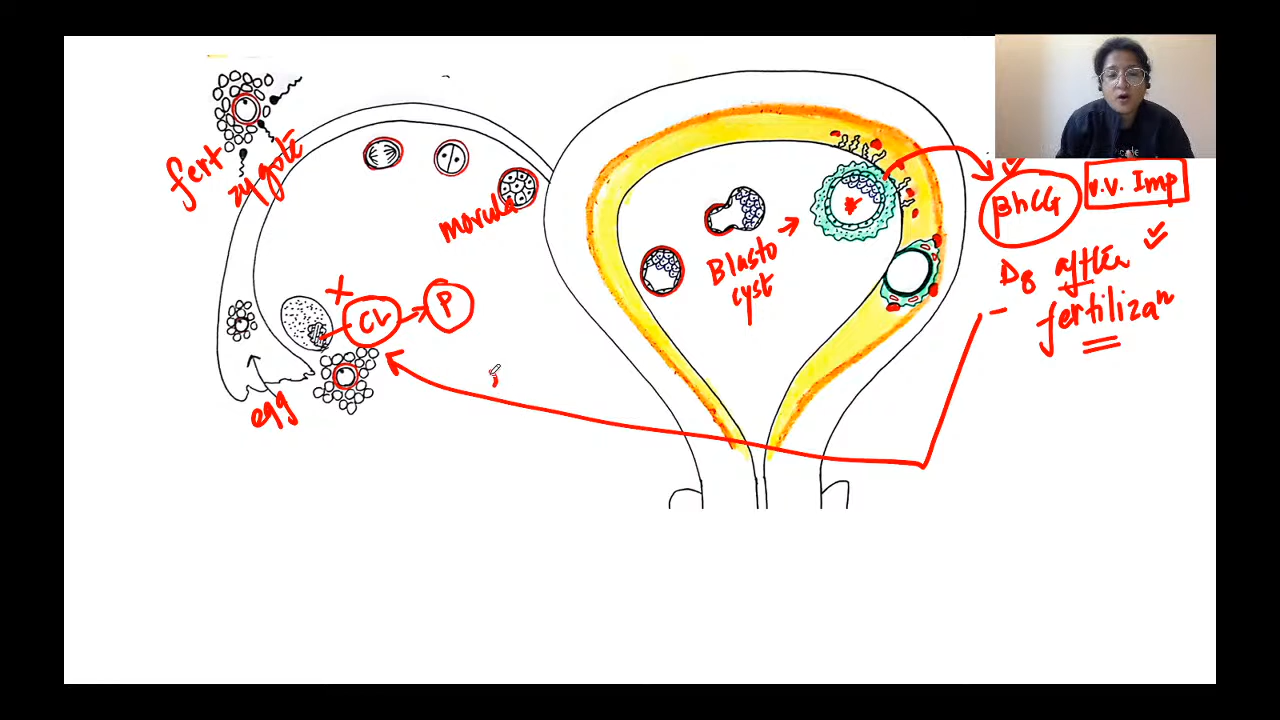 fert
zygote
morula
Blasto
cyst
egg
X
CL
P
βhCG
v.v. Imp
D8 after
fertilizaⁿ